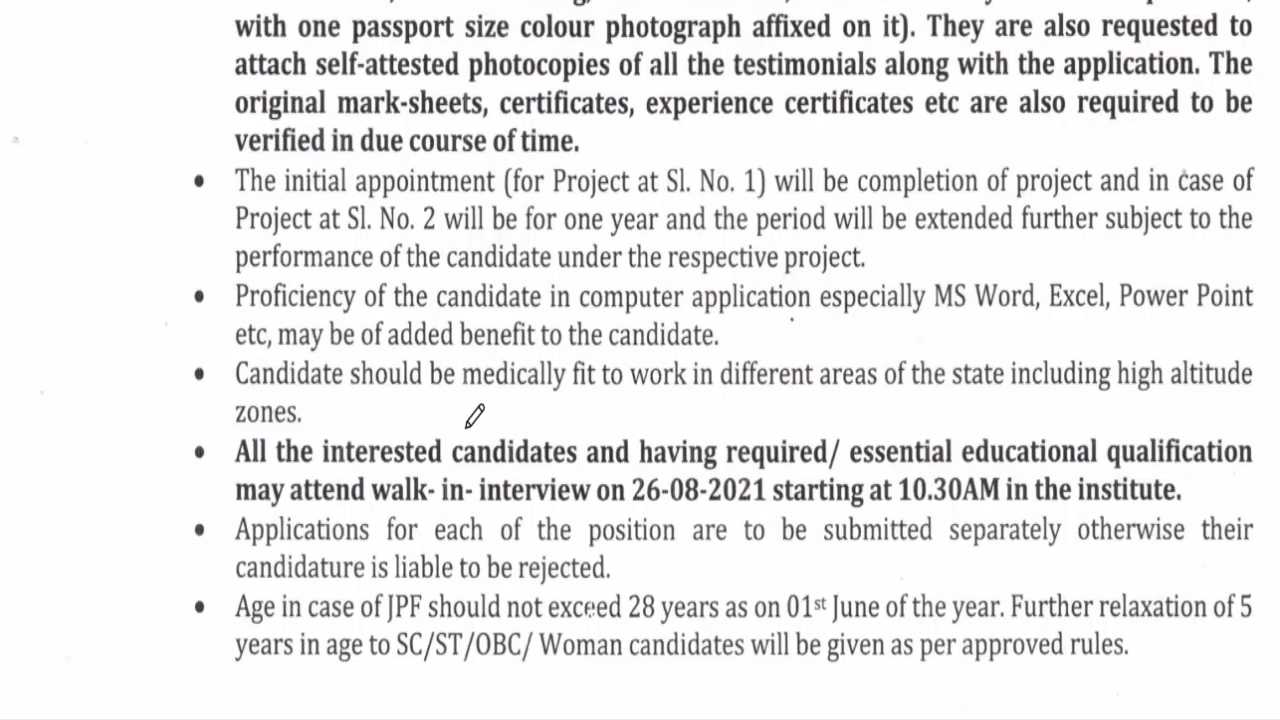 with one passport size colour photograph affixed on it). They are also requested to
attach self-attested photocopies of all the testimonials along with the application. The
original mark-sheets, certificates, experience certificates etc are also required to be
verified in due course of time.
• The initial appointment (for Project at Sl. No. 1) will be completion of project and in case of
Project at Sl. No. 2 will be for one year and the period will be extended further subject to the
performance of the candidate under the respective project.
• Proficiency of the candidate in computer application especially MS Word, Excel, Power Point
etc, may be of added benefit to the candidate.
• Candidate should be medically fit to work in different areas of the state including high altitude
zones.
• All the interested candidates and having required/ essential educational qualification
may attend walk- in- interview on 26-08-2021 starting at 10.30AM in the institute.
• Applications for each of the position are to be submitted separately otherwise their
candidature is liable to be rejected.
• Age in case of JPF should not exceed 28 years as on 01st June of the year. Further relaxation of 5
years in age to SC/ST/OBC/ Woman candidates will be given as per approved rules.